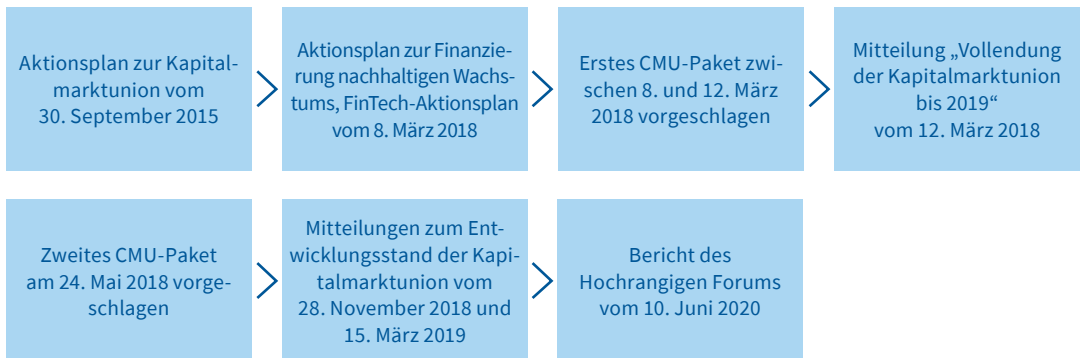 Aktionsplan zur Kapital-
marktunion vom
30. September 2015
Aktionsplan zur Finanzie-
rung nachhaltigen Wachs-
tums, FinTech-Aktionsplan
vom 8. März 2018
Erstes CMU-Paket zwi-
schen 8. und 12. März
2018 vorgeschlagen
Mitteilung „Vollendung
der Kapitalmarktunion
bis 2019“
vom 12. März 2018
Zweites CMU-Paket
am 24. Mai 2018 vorge-
schlagen
Mitteilungen zum Ent-
wicklungsstand der Kapi-
talmarktunion vom
28. November 2018 und
15. März 2019
Bericht des
Hochrangigen Forums
vom 10. Juni 2020